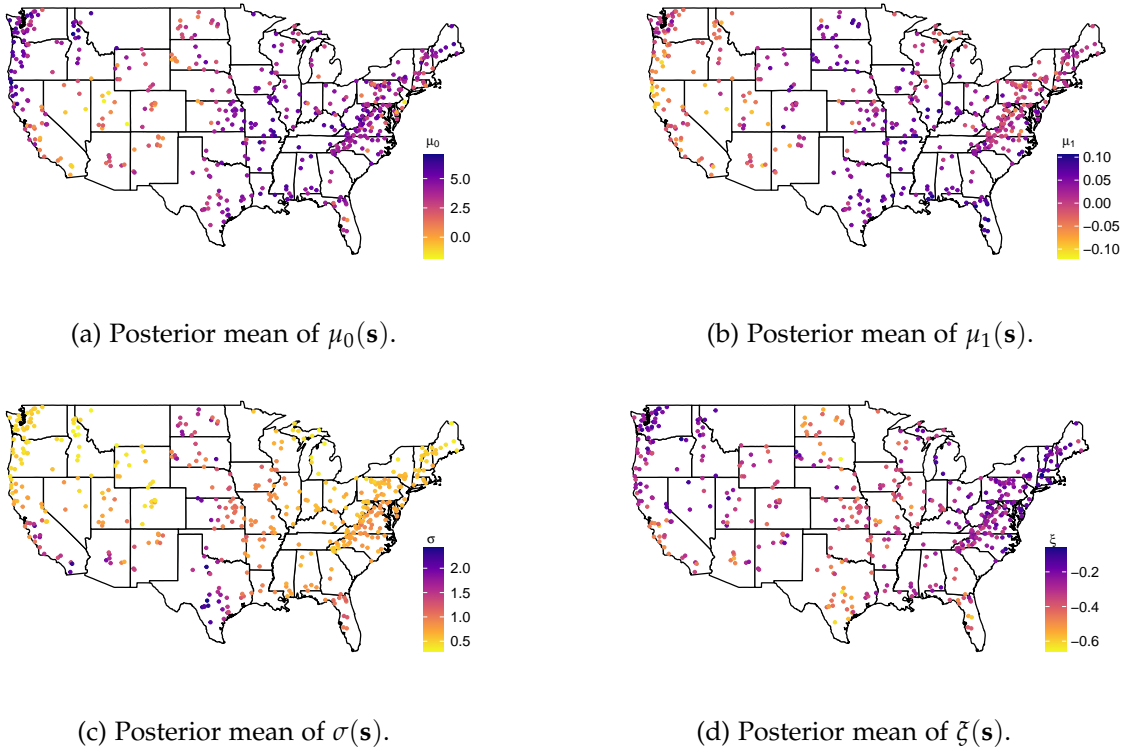 μ₀
5.0
2.5
0.0
(a) Posterior mean of μ₀(s).
μ₁
0.10
0.05
0.00
−0.05
−0.10
(b) Posterior mean of μ₁(s).
σ
2.0
1.5
1.0
0.5
(c) Posterior mean of σ(s).
ξ
−0.2
−0.4
−0.6
(d) Posterior mean of ξ(s).